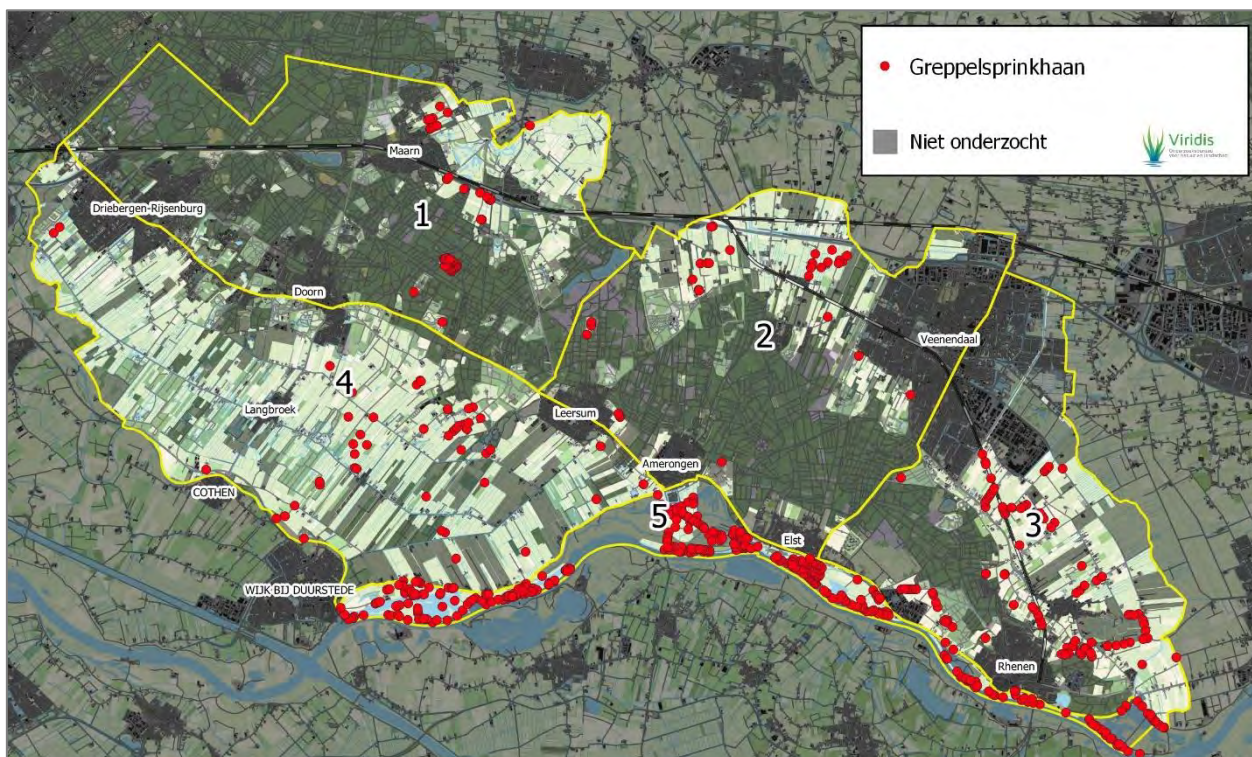 Greppelsprinkhaan
Niet onderzocht
Viridis
Maarn
1
Driebergen-Rijsenburg
Doorn
2
Veenendaal
4
Langbroek
Leersum
Amerongen
COTHEN
5
3
Elst
WIJK BIJ DUURSTEDE
Rhenen